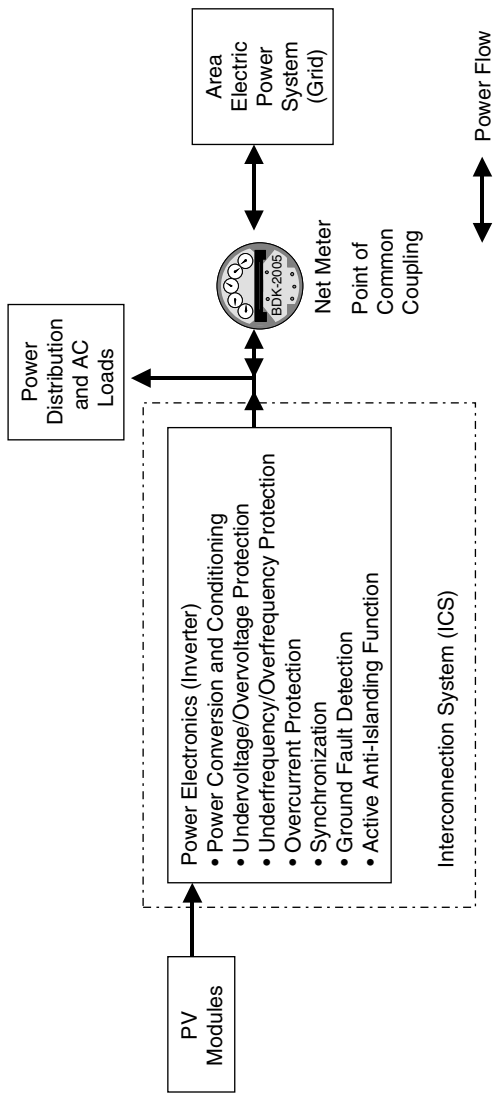 PV
Modules
Power Electronics (Inverter)
• Power Conversion and Conditioning
• Undervoltage/Overvoltage Protection
• Underfrequency/Overfrequency Protection
• Overcurrent Protection
• Synchronization
• Ground Fault Detection
• Active Anti-Islanding Function
Interconnection System (ICS)
Power
Distribution
and AC
Loads
BDK-2005
Net Meter
Point of
Common
Coupling
Area
Electric
Power
System
(Grid)
Power Flow